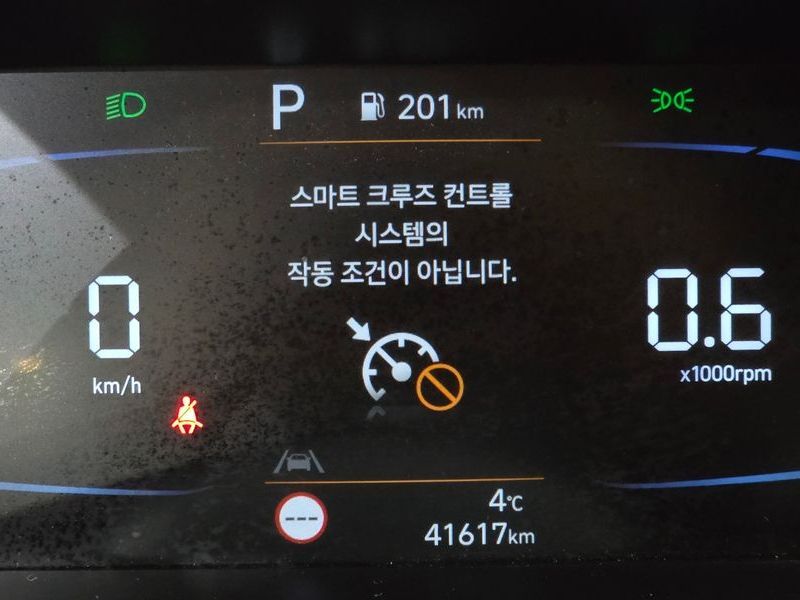 P 201km
스마트 크루즈 컨트롤
시스템의
작동 조건이 아닙니다.
0
km/h
0.6
x1000rpm
---
4℃
41617km